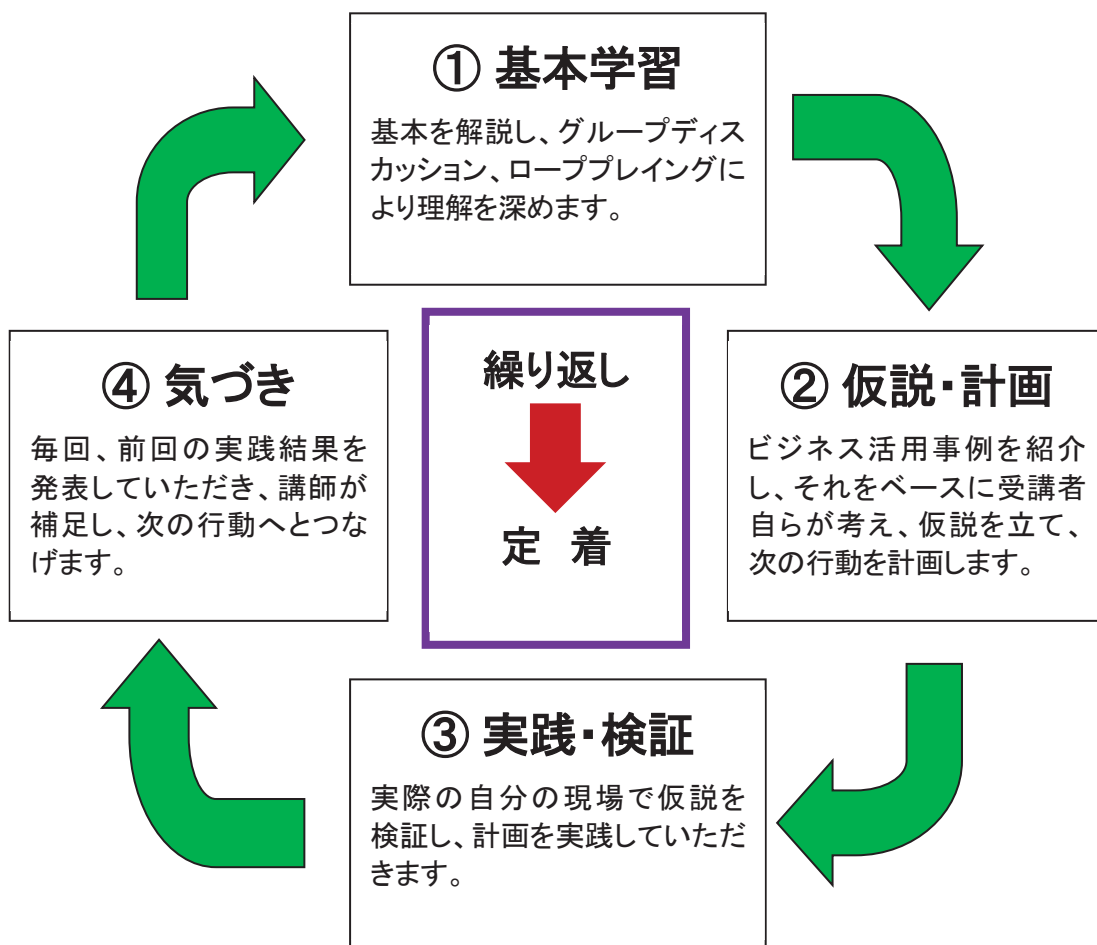 ① 基本学習
基本を解説し、グループディス
カッション、ローププレイングに
より理解を深めます。
② 仮説・計画
ビジネス活用事例を紹介
し、それをベースに受講者
自らが考え、仮説を立て、
次の行動を計画します。
③ 実践・検証
実際の自分の現場で仮説を
検証し、計画を実践していただ
きます。
④ 気づき
毎回、前回の実践結果を
発表していただき、講師が
補足し、次の行動へとつな
げます。
繰り返し
定 着